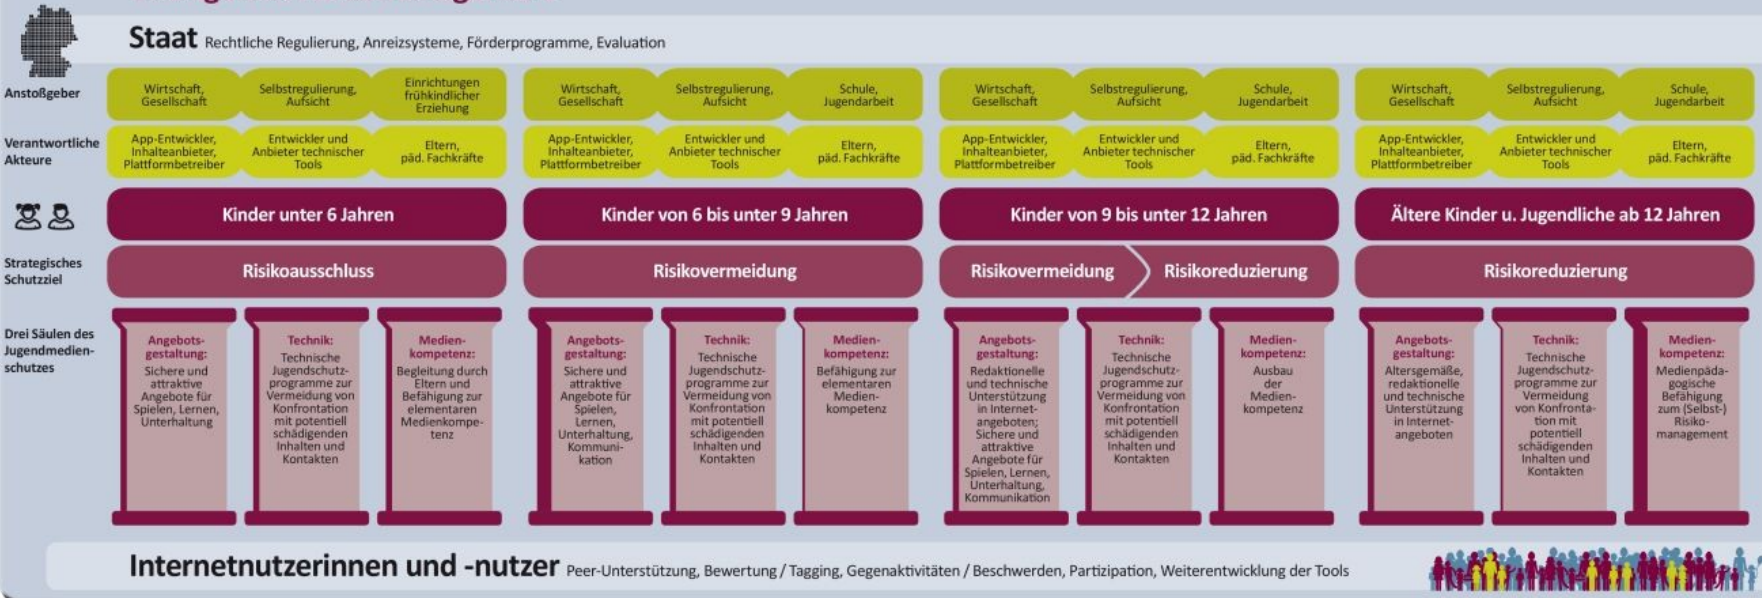 Staat Rechtliche Regulierung, Anreizsysteme, Förderprogramme, Evaluation
Anstoßgeber
Wirtschaft,
Gesellschaft
Selbstregulierung,
Aufsicht
Einrichtungen
frühkindlicher
Erziehung
Wirtschaft,
Gesellschaft
Selbstregulierung,
Aufsicht
Schule,
Jugendarbeit
Wirtschaft,
Gesellschaft
Selbstregulierung,
Aufsicht
Schule,
Jugendarbeit
Wirtschaft,
Gesellschaft
Selbstregulierung,
Aufsicht
Schule,
Jugendarbeit
Verantwortliche
Akteure
App-Entwickler,
Inhalteanbieter,
Plattformbetreiber
Entwickler und
Anbieter technischer
Tools
Eltern,
päd. Fachkräfte
App-Entwickler,
Inhalteanbieter,
Plattformbetreiber
Entwickler und
Anbieter technischer
Tools
Eltern,
päd. Fachkräfte
App-Entwickler,
Inhalteanbieter,
Plattformbetreiber
Entwickler und
Anbieter technischer
Tools
Eltern,
päd. Fachkräfte
App-Entwickler,
Inhalteanbieter,
Plattformbetreiber
Entwickler und
Anbieter technischer
Tools
Eltern,
päd. Fachkräfte
Kinder unter 6 Jahren
Kinder von 6 bis unter 9 Jahren
Kinder von 9 bis unter 12 Jahren
Ältere Kinder u. Jugendliche ab 12 Jahren
Strategisches
Schutzziel
Risikoausschluss
Risikovermeidung
Risikovermeidung
Risikoreduzierung
Risikoreduzierung
Drei Säulen des
Jugendmedien-
schutzes
Angebots-
gestaltung:
Sichere und
attraktive
Angebote für
Spielen, Lernen,
Unterhaltung
Technik:
Technische
Jugendschutz-
programme zur
Vermeidung von
Konfrontation
mit potentiell
schädigenden
Inhalten und
Kontakten
Medien-
kompetenz:
Begleitung durch
Eltern und
Befähigung zur
elementaren
Medienkompe-
tenz
Angebots-
gestaltung:
Sichere und
attraktive
Angebote für
Spielen,
Lernen,
Unterhaltung,
Kommuni-
kation
Technik:
Technische
Jugendschutz-
programme zur
Vermeidung von
Konfrontation
mit potentiell
schädigenden
Inhalten und
Kontakten
Medien-
kompetenz:
Befähigung zur
elementaren
Medien-
kompetenz
Angebots-
gestaltung:
Redaktionelle
und technische
Unterstützung
in Internet-
angeboten;
Sichere und
attraktive
Angebote für
Spielen, Lernen,
Unterhaltung,
Kommunikation
Technik:
Technische
Jugendschutz-
programme zur
Vermeidung von
Konfrontation
mit potentiell
schädigenden
Inhalten und
Kontakten
Medien-
kompetenz:
Ausbau
der
Medien-
kompetenz
Angebots-
gestaltung:
Altersgemäße,
redaktionelle
und technische
Unterstützung
in Internet-
angeboten
Technik:
Technische
Jugendschutz-
programme zur
Vermeidung
von Konfronta-
tion mit
potentiell
schädigenden
Inhalten und
Kontakten
Medien-
kompetenz:
Medienpäda-
gogische
Befähigung
zum (Selbst-)
Risiko-
management
Internetnutzerinnen und -nutzer Peer-Unterstützung, Bewertung / Tagging, Gegenaktivitäten / Beschwerden, Partizipation, Weiterentwicklung der Tools